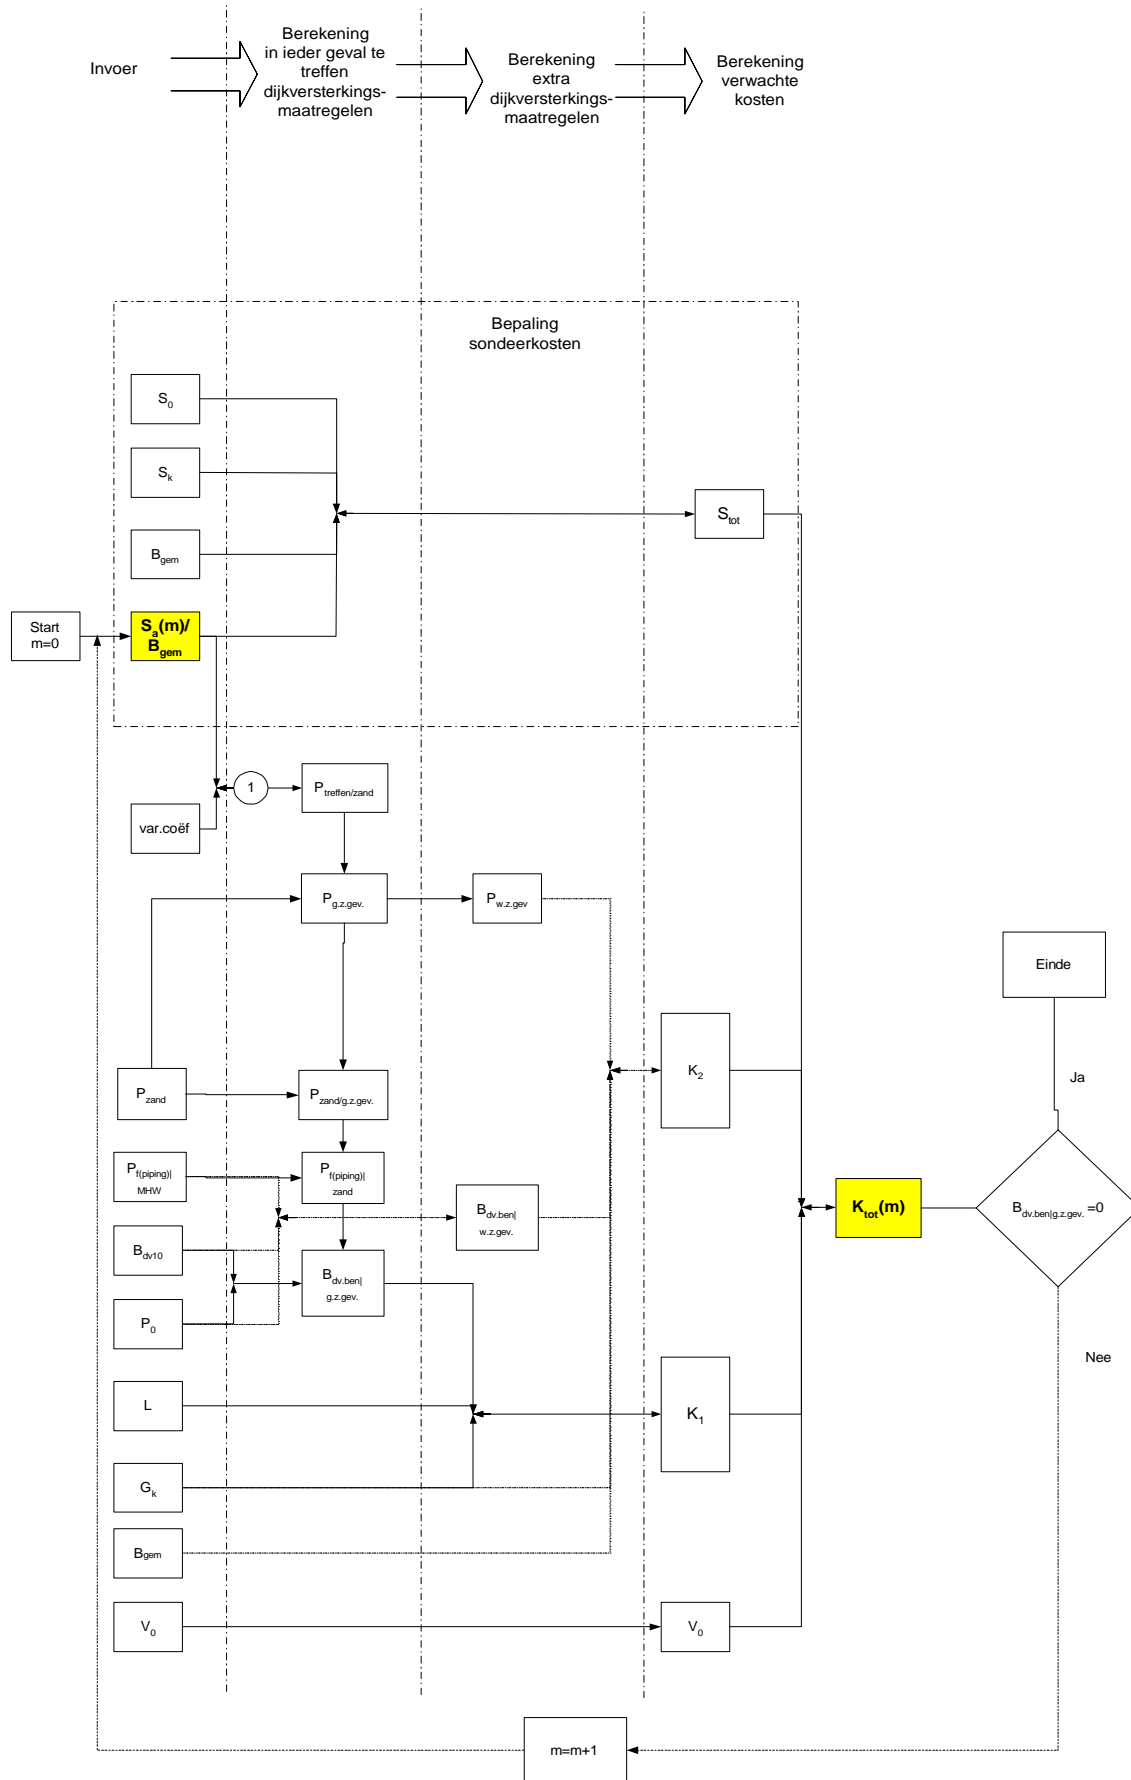 Invoer
Berekening
in ieder geval te
treffen
dijkversterkings-
maatregelen
Berekening
extra
dijkversterkings-
maatregelen
Berekening
verwachte
kosten
Bepaling
sondeerkosten
S0
Sk
Bgem
Stot
Start
m=0
Sa(m)/
Bgem
1
Ptreffen/zand
var.coëf
Pg.z.gev.
Pw.z.gev
Einde
K2
Pzand
Pzand/g.z.gev.
Ja
Pf(piping)|
MHW
Pf(piping)|
zand
Bdv.ben|
w.z.gev.
Ktot(m)
Bdv.ben|g.z.gev. =0
Bdv10
Bdv.ben|
g.z.gev.
P0
Nee
L
K1
Gk
Bgem
V0
V0
m=m+1